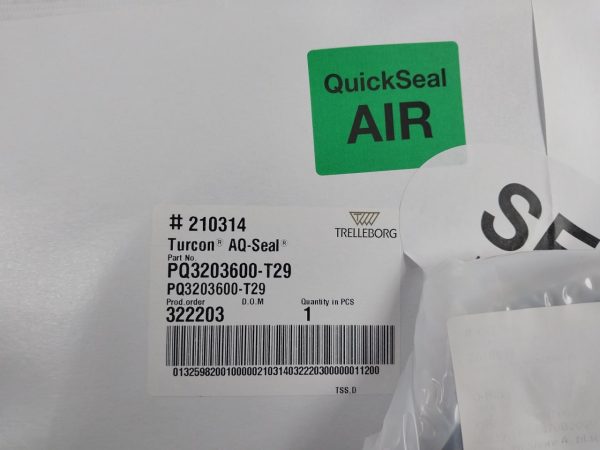 QuickSeal
AIR
# 210314
TRELLEBORG
Turcon® AQ-Seal®
Part No
PQ3203600-T29
PQ3203600-T29
Prod.order D.O.M Quantity in PCS
322203 1
0132598200100000210314032220300000011200
TSS.D